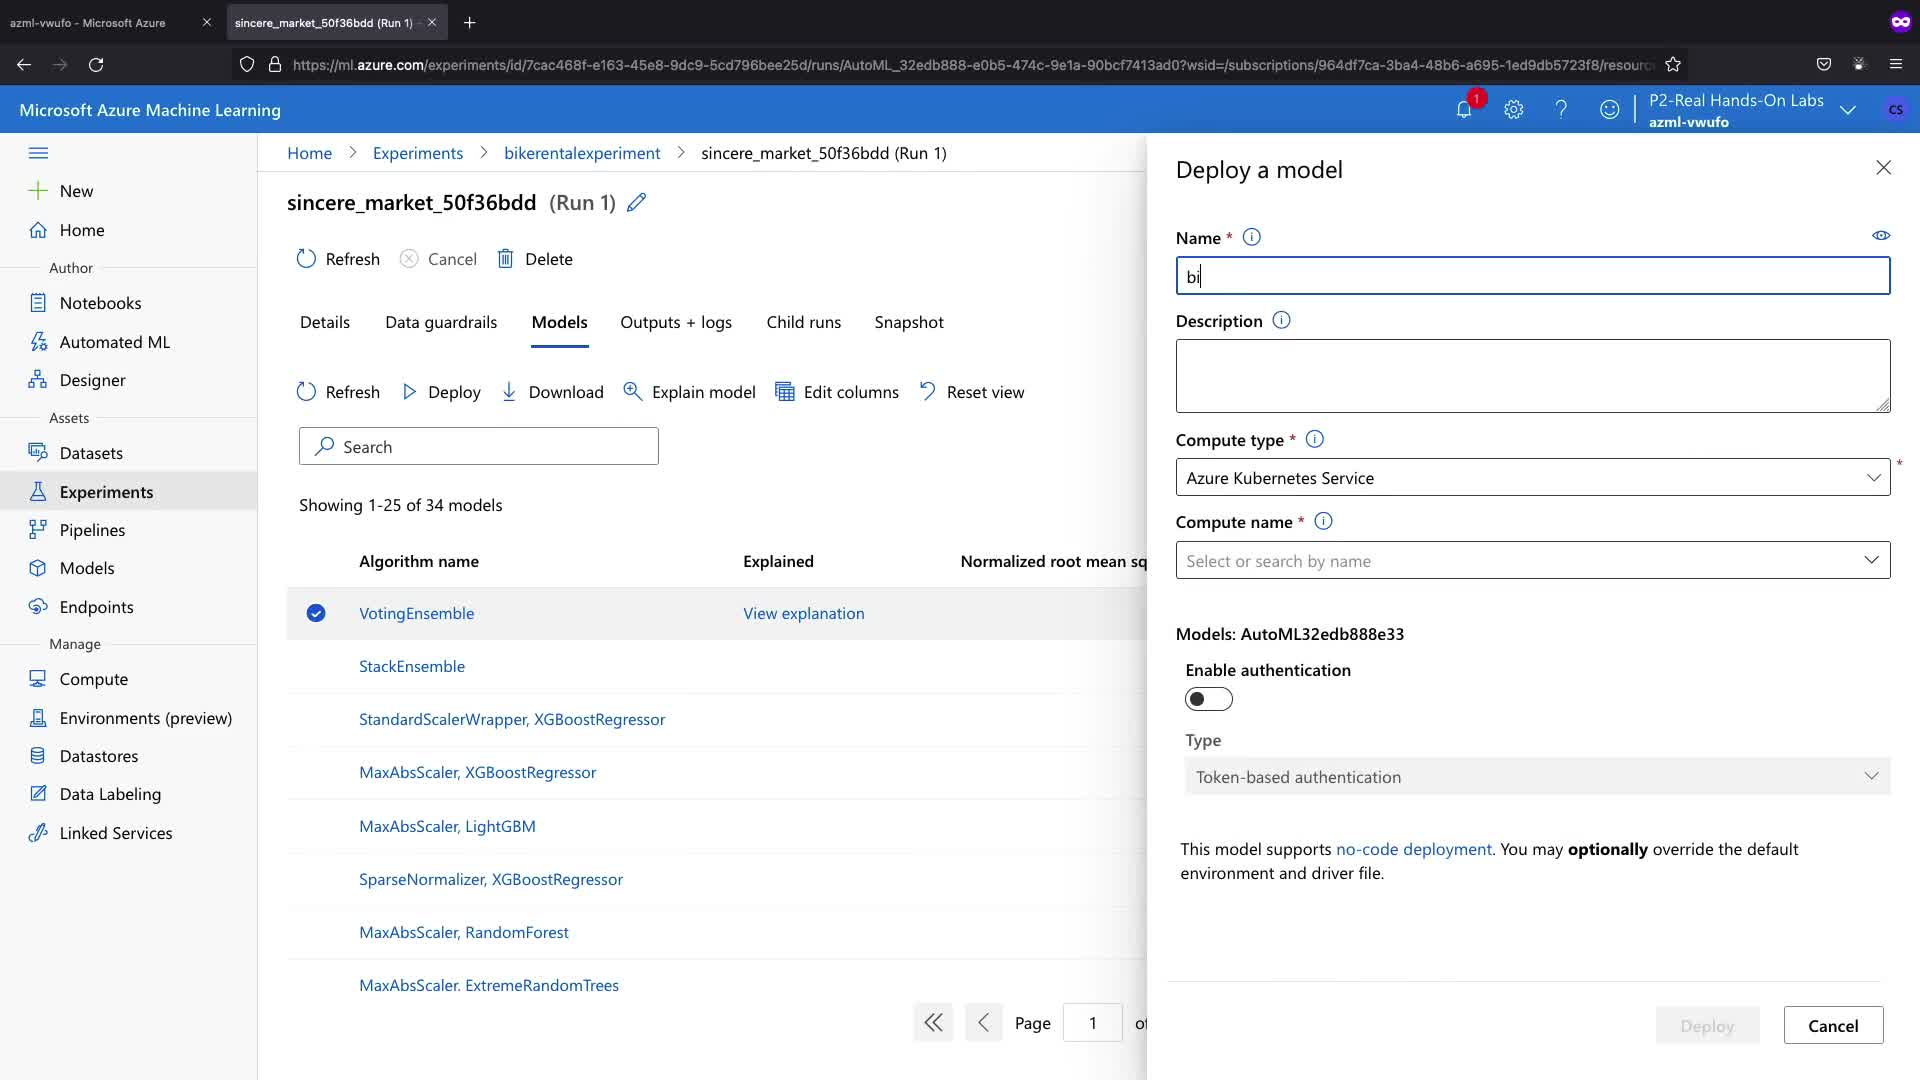 azml-vwufo - Microsoft Azure
sincere_market_50f36bdd (Run 1)
https://ml.azure.com/experiments/id/7cac468f-e163-45e8-9dc9-5cd796bee25d/runs/AutoML_32edb888-e0b5-474c-9e1a-90bcf7413ad0?wsid=/subscriptions/964df7ca-3ba4-48b6-a695-1ed9db5723f8/resour
Microsoft Azure Machine Learning
1
P2-Real Hands-On Labs
azml-vwufo
CS
New
Home
Author
Notebooks
Automated ML
Designer
Assets
Datasets
Experiments
Pipelines
Models
Endpoints
Manage
Compute
Environments (preview)
Datastores
Data Labeling
Linked Services
Home > Experiments > bikerentalexperiment > sincere_market_50f36bdd (Run 1)
sincere_market_50f36bdd (Run 1)
Refresh Cancel Delete
Details Data guardrails Models Outputs + logs Child runs Snapshot
Refresh Deploy Download Explain model Edit columns Reset view
Search
Showing 1-25 of 34 models
Algorithm name Explained Normalized root mean sq
VotingEnsemble View explanation
StackEnsemble
StandardScalerWrapper, XGBoostRegressor
MaxAbsScaler, XGBoostRegressor
MaxAbsScaler, LightGBM
SparseNormalizer, XGBoostRegressor
MaxAbsScaler, RandomForest
MaxAbsScaler. ExtremeRandomTrees
Page 1 of
Deploy a model
Name *
bi
Description
Compute type *
Azure Kubernetes Service
*
Compute name *
Select or search by name
Models: AutoML32edb888e33
Enable authentication
Type
Token-based authentication
This model supports no-code deployment. You may optionally override the default
environment and driver file.
Deploy Cancel